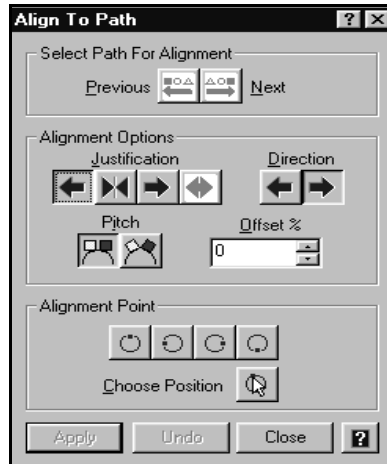 Align To Path ? X
Select Path For Alignment
Previous Next
Alignment Options
Justification Direction
Pitch Offset %
0
Alignment Point
Choose Position
Apply Undo Close ?